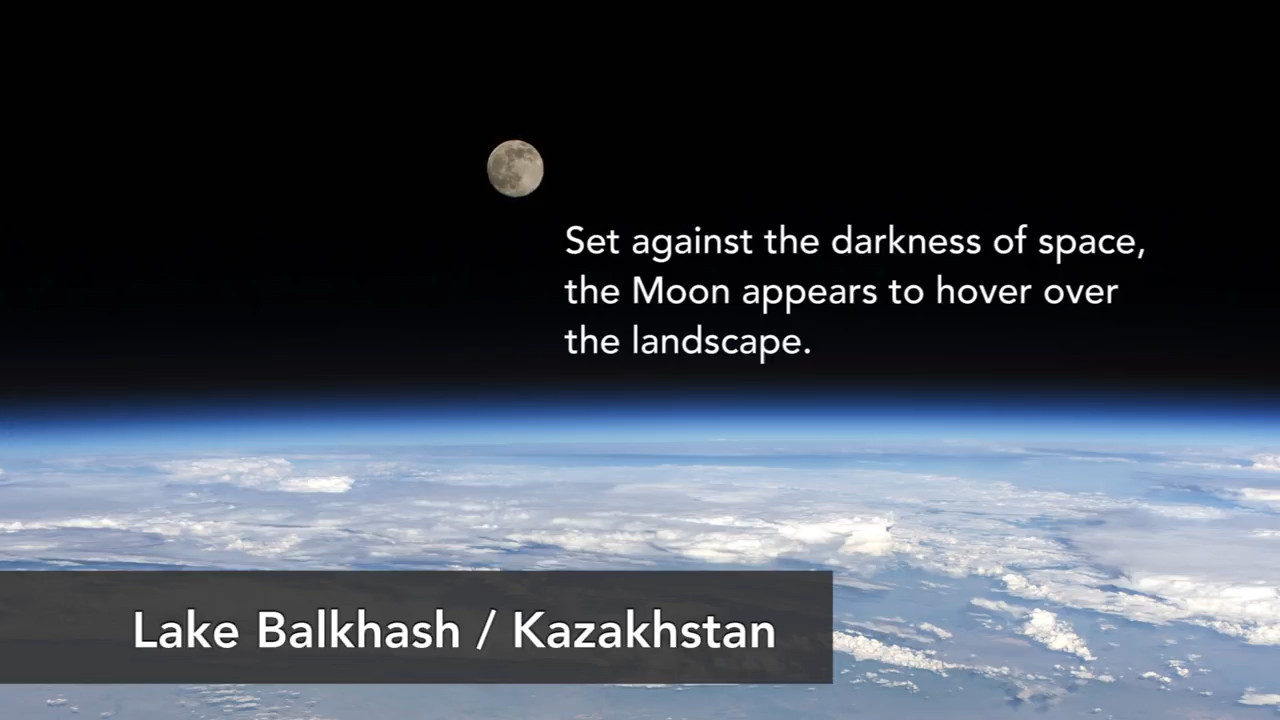 Set against the darkness of space,
the Moon appears to hover over
the landscape.
Lake Balkhash / Kazakhstan